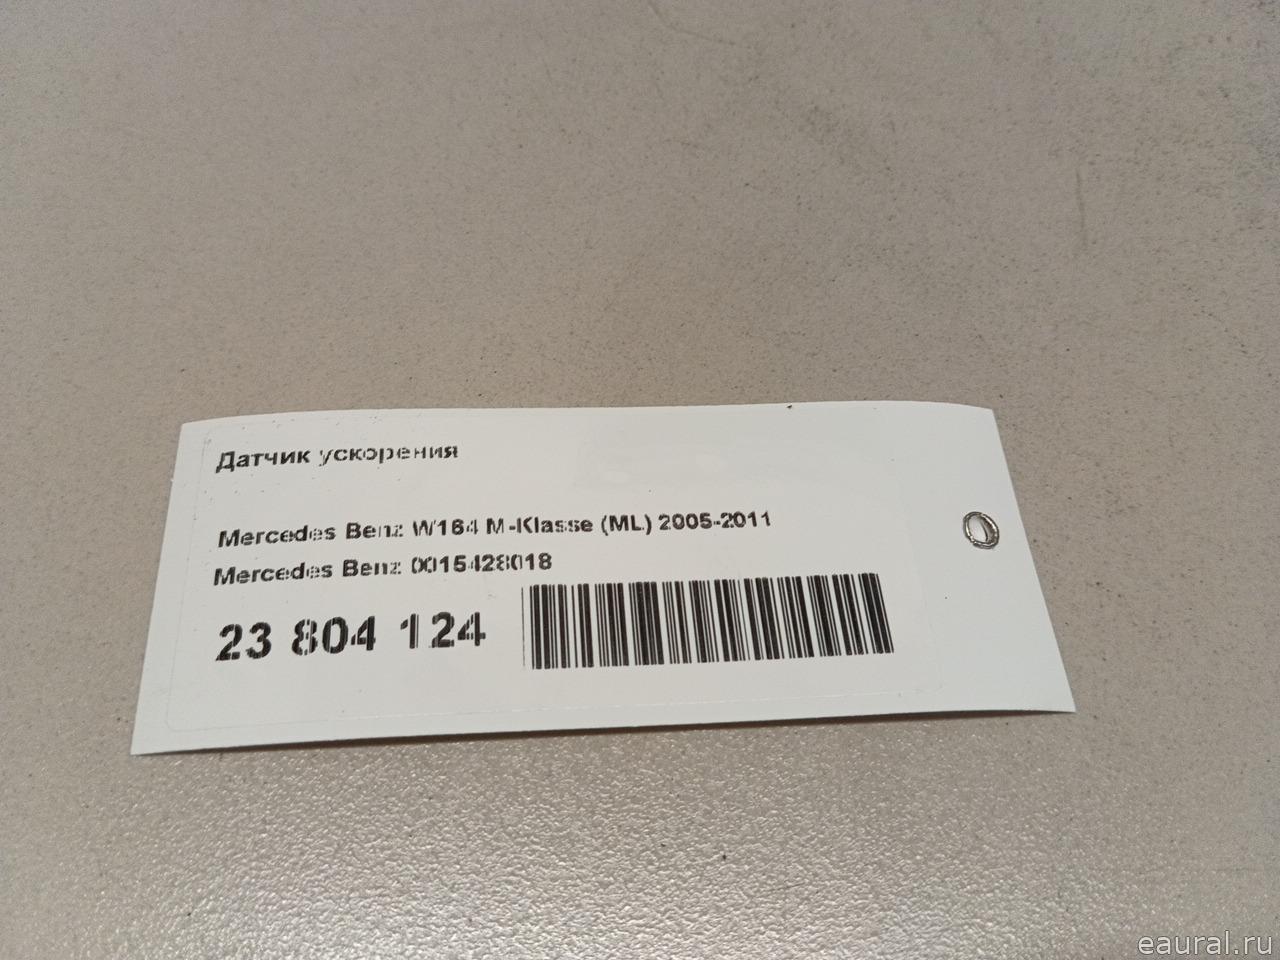 Датчик ускорения
Mercedes Benz W164 M-Klasse (ML) 2005-2011
Mercedes Benz 0015428018
23 804 124
eaural.ru